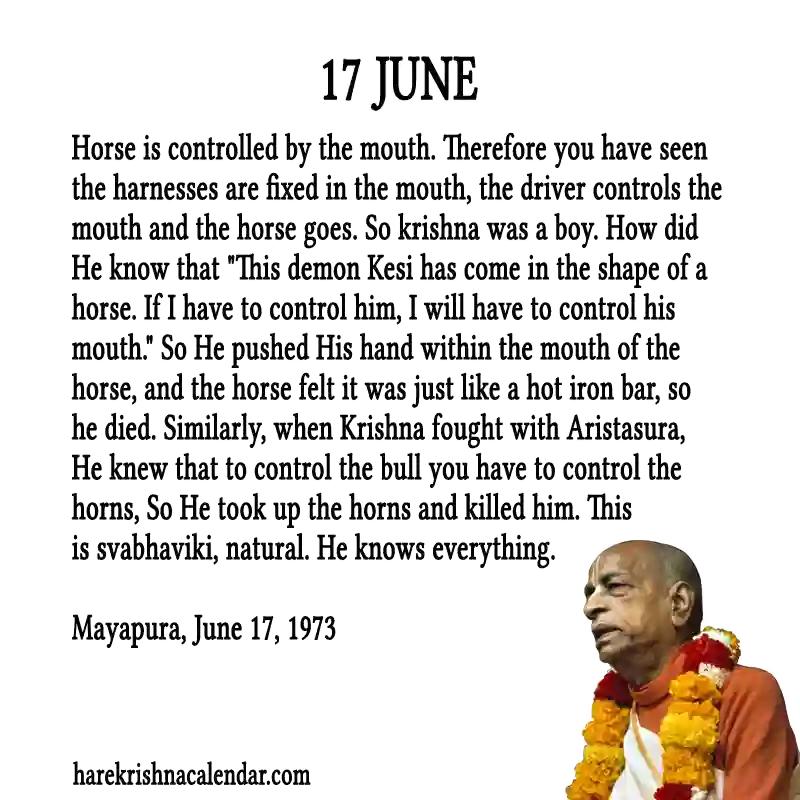 17 JUNE
Horse is controlled by the mouth. Therefore you have seen
the harnesses are fixed in the mouth, the driver controls the
mouth and the horse goes. So krishna was a boy. How did
He know that "This demon Kesi has come in the shape of a
horse. If I have to control him, I will have to control his
mouth." So He pushed His hand within the mouth of the
horse, and the horse felt it was just like a hot iron bar, so
he died. Similarly, when Krishna fought with Aristasura,
He knew that to control the bull you have to control the
horns, So He took up the horns and killed him. This
is svabhaviki, natural. He knows everything.
Mayapura, June 17, 1973
harekrishnacalendar.com